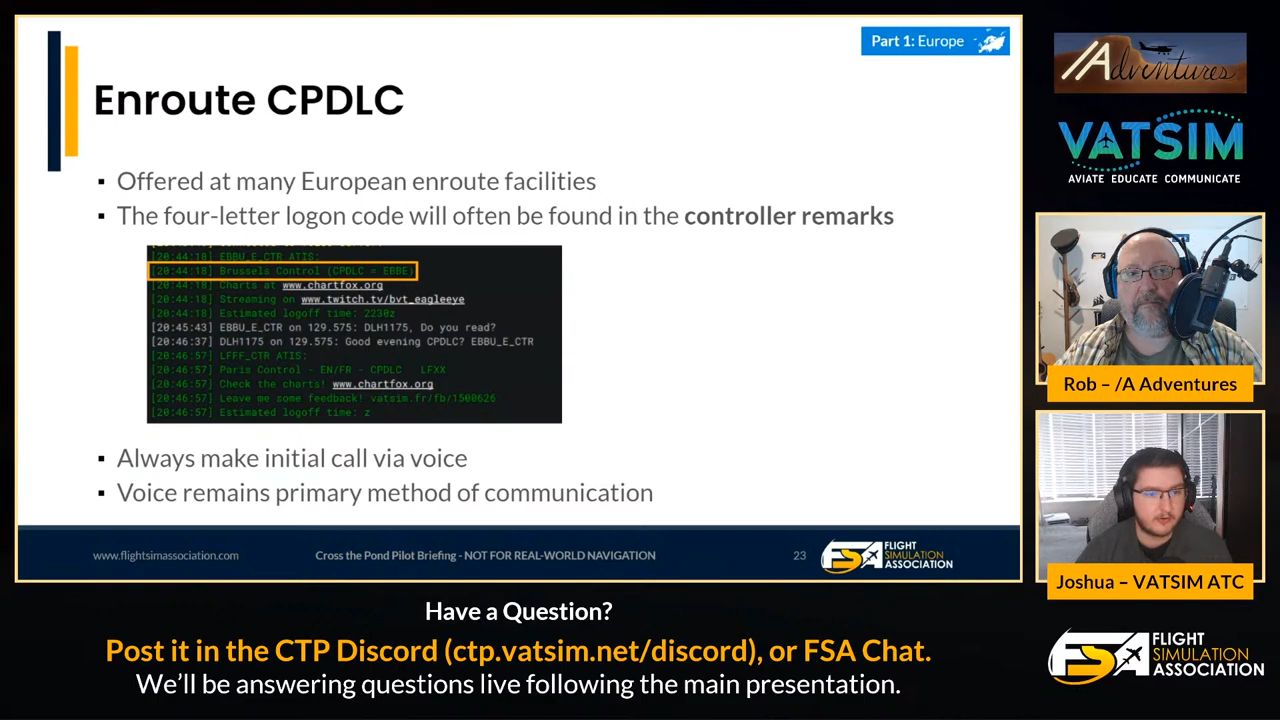 Part 1: Europe
Enroute CPDLC
▪ Offered at many European enroute facilities
▪ The four-letter logon code will often be found in the controller remarks
[20:44:18] EBBU_E_CTR ATIS:
[20:44:18] Brussels Control (CPDLC = EBBE)
[20:44:18] Charts at www.chartfox.org
[20:44:18] Streaming on www.twitch.tv/bvt_eagleeye
[20:44:18] Estimated logoff time: 2230z
[20:45:43] EBBU_E_CTR on 129.575: DLH1175, Do you read?
[20:46:37] DLH1175 on 129.575: Good evening CPDLC? EBBU_E_CTR
[20:46:57] LFFF_CTR ATIS:
[20:46:57] Paris Control - EN/FR - CPDLC LFXX
[20:46:57] Check the charts! www.chartfox.org
[20:46:57] Leave me some feedback! vatsim.fr/fb/1500626
[20:46:57] Estimated logoff time: z
▪ Always make initial call via voice
▪ Voice remains primary method of communication
www.flightsimassociation.com
Cross the Pond Pilot Briefing - NOT FOR REAL-WORLD NAVIGATION
23
FSA FLIGHT
SIMULATION
ASSOCIATION
/Adventures
VATSIM
AVIATE EDUCATE COMMUNICATE
Rob – /A Adventures
Joshua – VATSIM ATC
Have a Question?
Post it in the CTP Discord (ctp.vatsim.net/discord), or FSA Chat.
We'll be answering questions live following the main presentation.
FSA FLIGHT
SIMULATION
ASSOCIATION